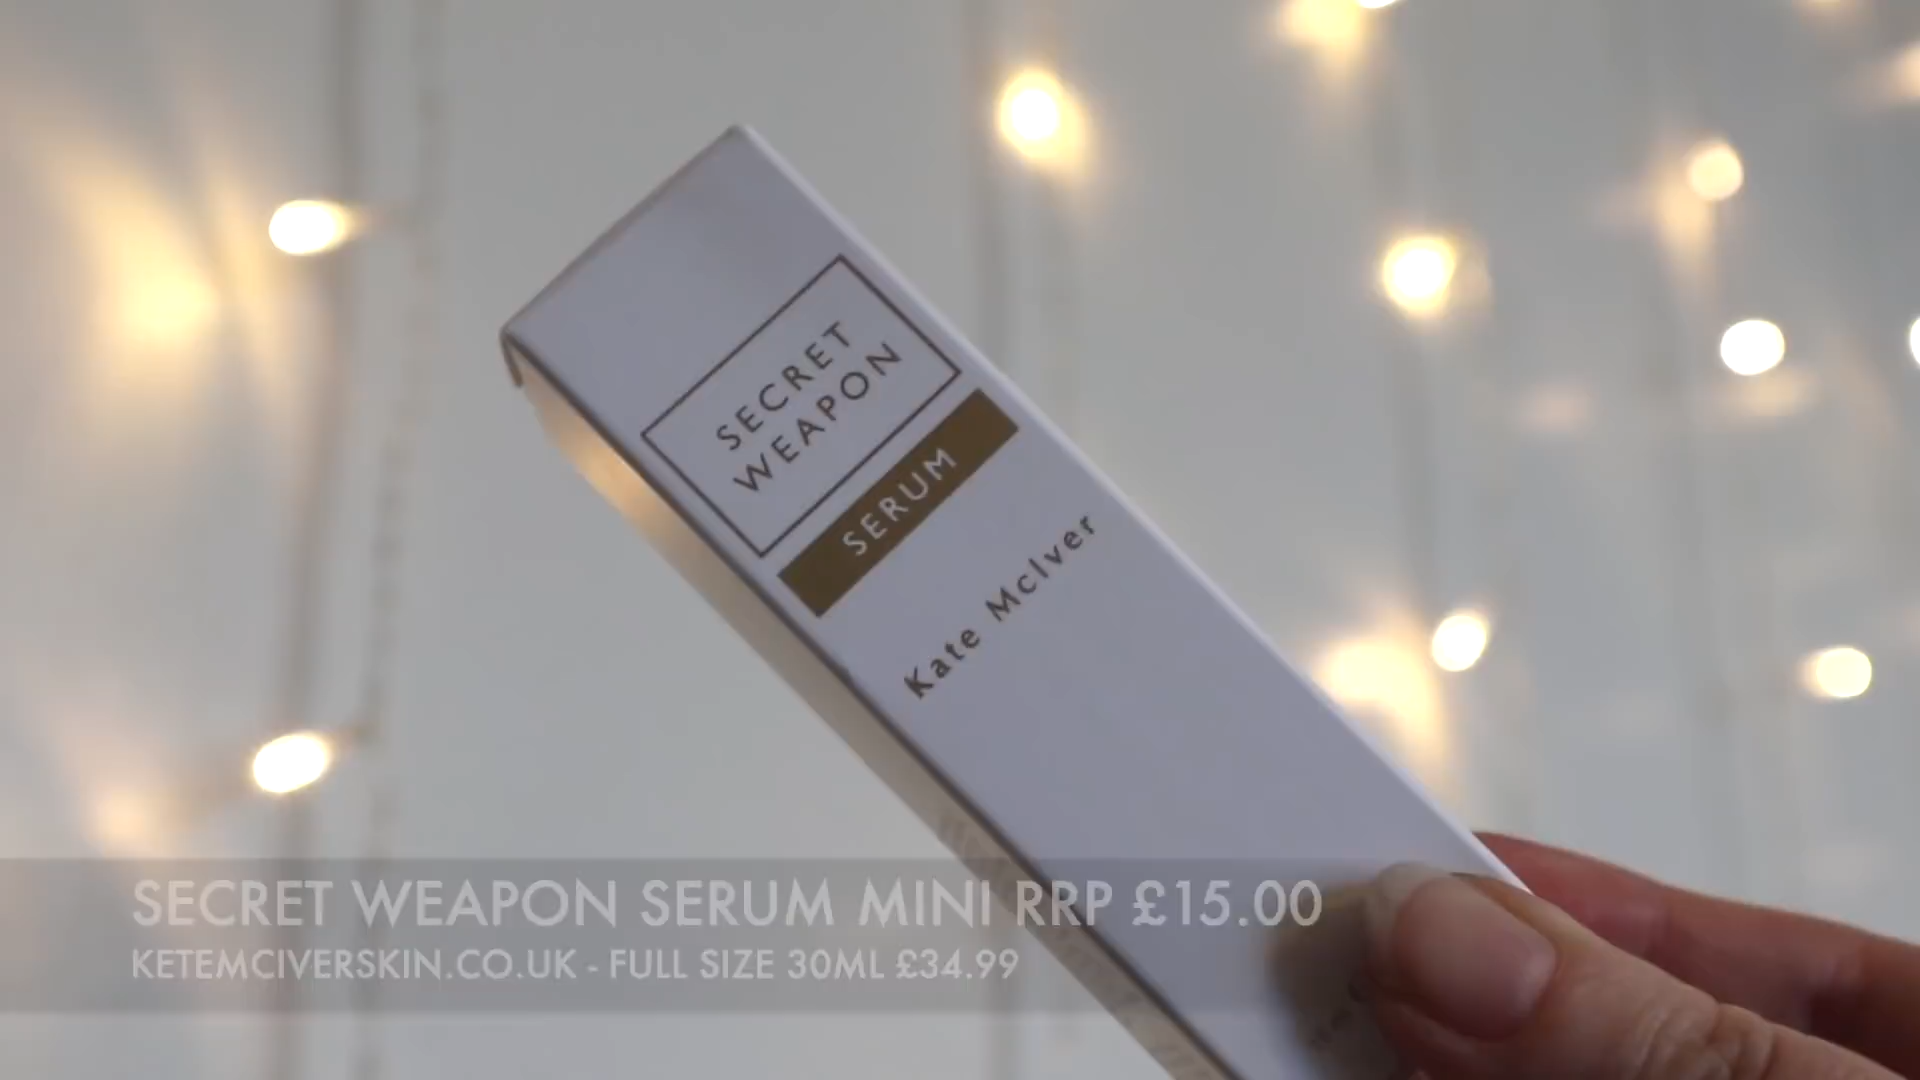 SECRET
WEAPON
SERUM
Kate McIver
SECRET WEAPON SERUM MINI RRP £15.00
KETEMCIVERSKIN.CO.UK - FULL SIZE 30ML £34.99